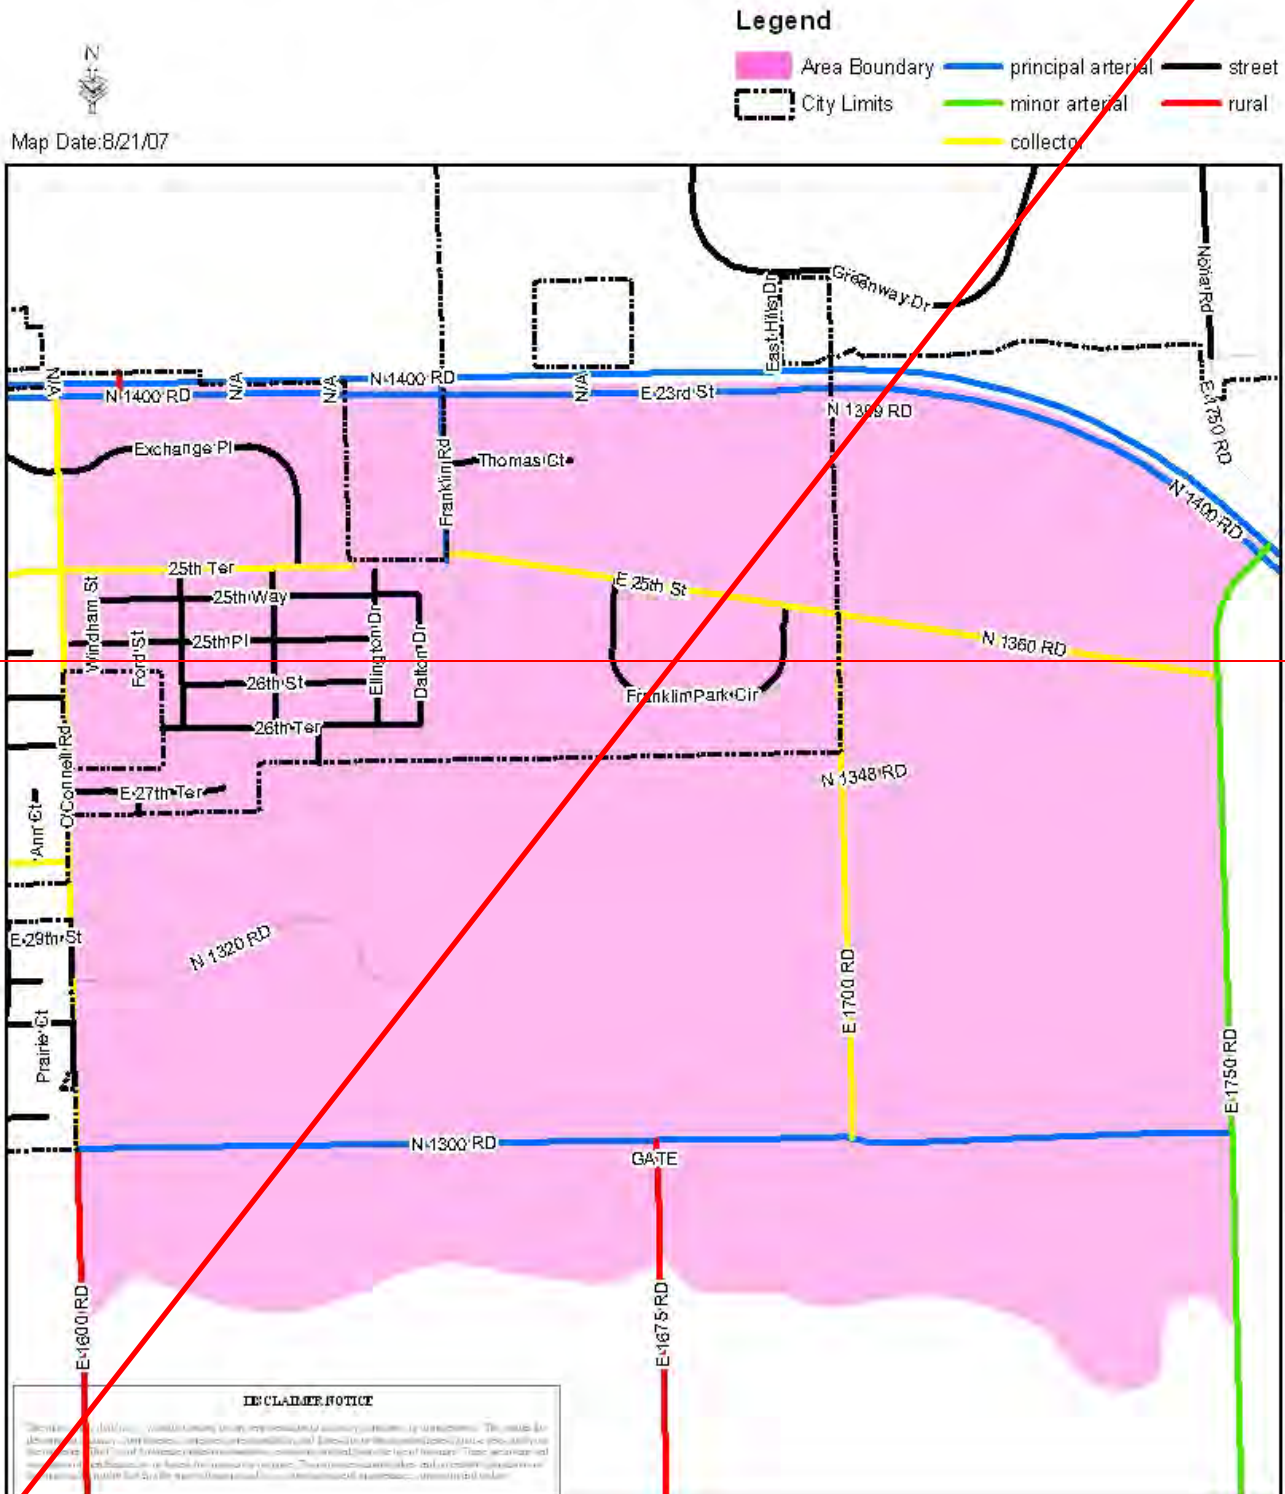 Legend
Area Boundary
principal arterial
street
City Limits
minor arterial
rural
collector
N
Map Date:8/21/07
Greenway Dr
East Hills Dr
Noria Rd
N/A
N 1400 RD
N 1400 RD
N/A
N/A
N/A
E 23rd St
N 1399 RD
E 1750 RD
Exchange Pl
Franklin Rd
Thomas Ct
N 1400 RD
25th Ter
E 25th St
Windham St
25th Way
Ford St
25th Pl
Ellington Dr
Dalton Dr
N 1360 RD
26th St
Franklin Park Cir
26th Ter
O'Connell Rd
N 1348 RD
E 27th Ter
Ann Ct
E 29th St
N 1320 RD
E 1700 RD
Prairie Ct
E 1750 RD
N 1300 RD
GATE
E 1600 RD
E 1675 RD
DISCLAIMER NOTICE